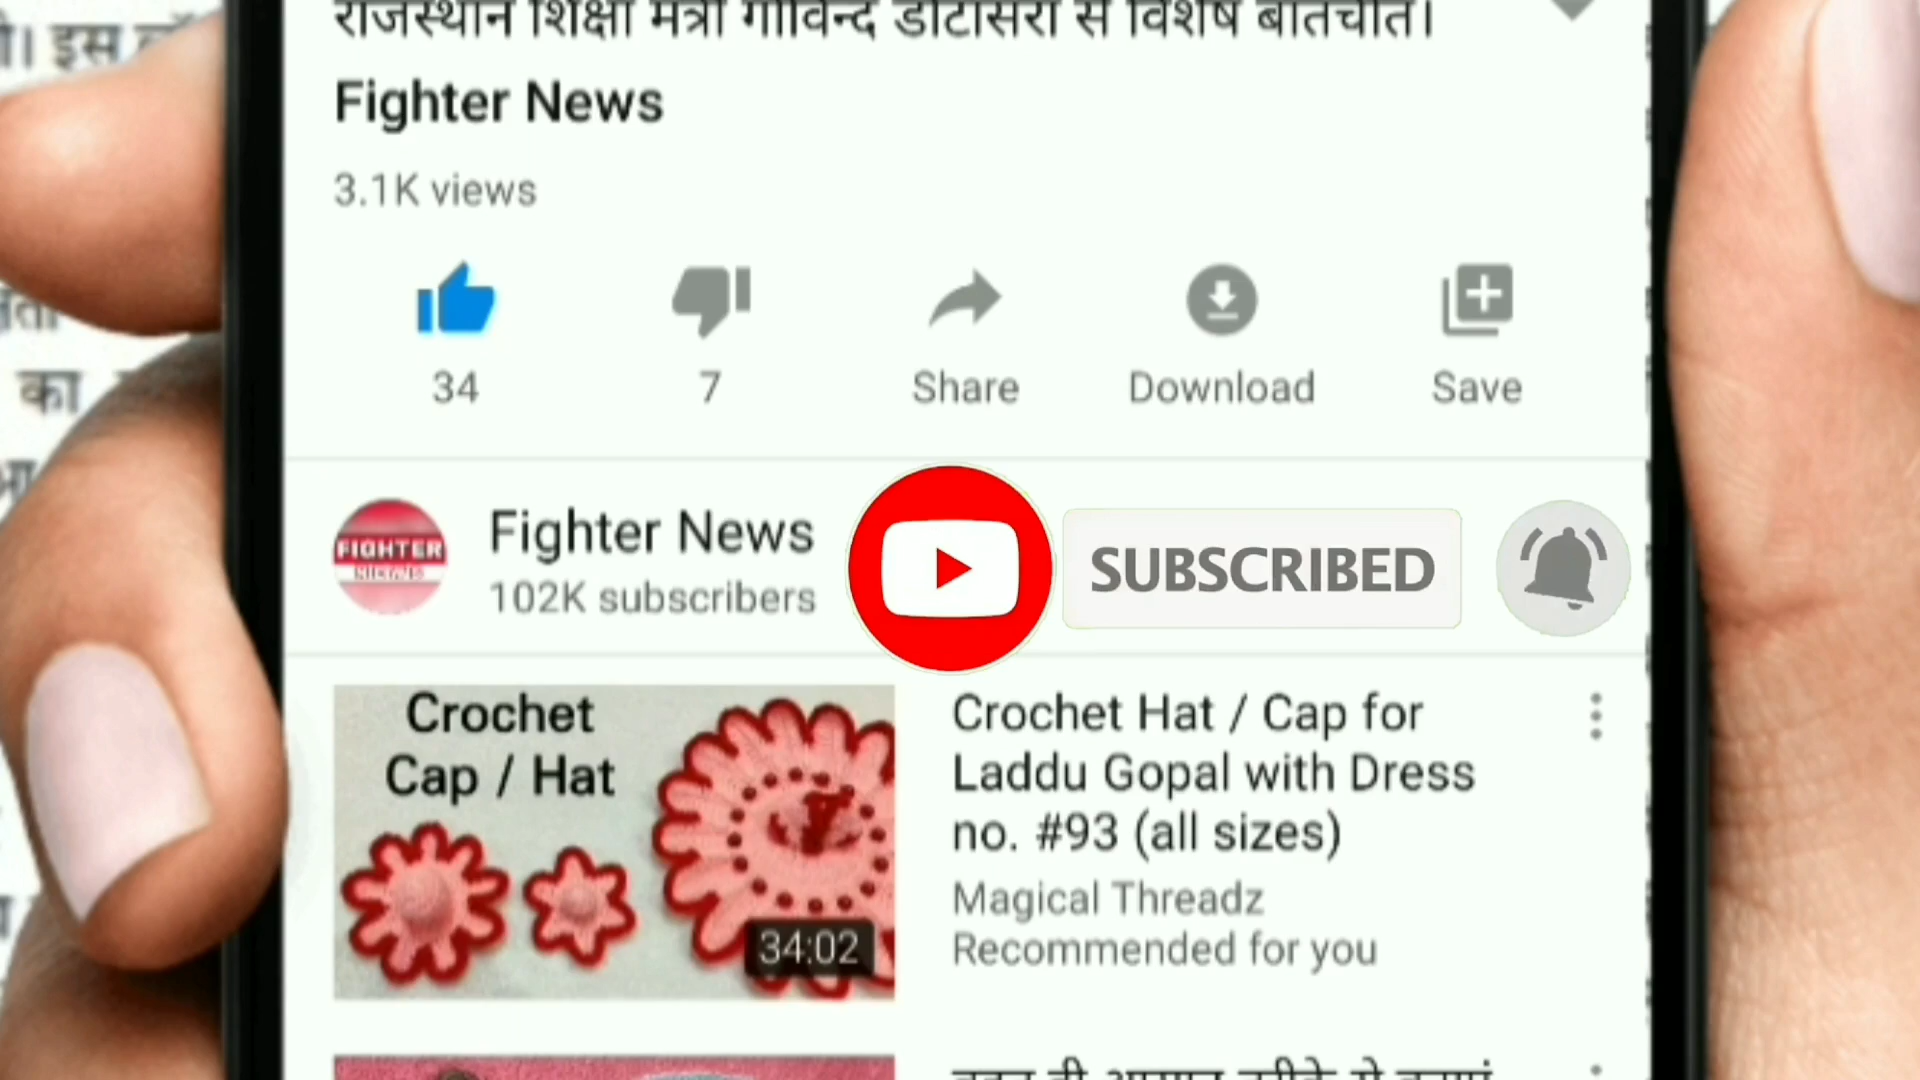 राजस्थान शिक्षा मंत्री गोविन्द डोटासरा से विशेष बातचीत।
Fighter News
3.1K views
34
7
Share
Download
Save
FIGHTER
Fighter News
102K subscribers
SUBSCRIBED
Crochet
Cap / Hat
34:02
Crochet Hat / Cap for
Laddu Gopal with Dress
no. #93 (all sizes)
Magical Threadz
Recommended for you
का
इस